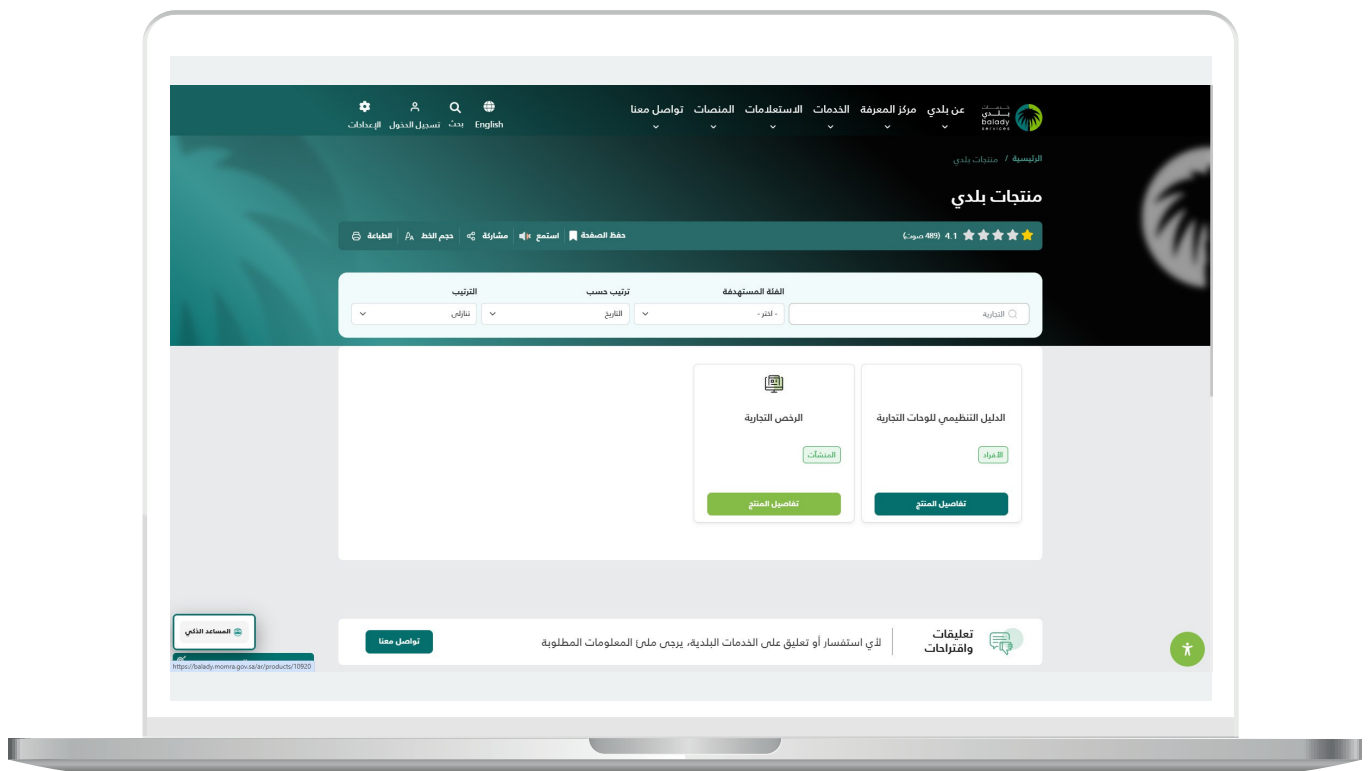 خدمات
بلدي
balady
services
عن بلدي
مركز المعرفة
الخدمات
الاستعلامات
المنصات
تواصل معنا
English
بحث
تسجيل الدخول
الإعدادات
الرئيسية / منتجات بلدي
منتجات بلدي
4.1 (489 صوت)
حفظ الصفحة
استمع
مشاركة
حجم الخط
الطباعة
الفئة المستهدفة
ترتيب حسب
الترتيب
التجارية
- اختر -
التاريخ
تنازلي
الدليل التنظيمي للوحات التجارية
الأفراد
تفاصيل المنتج
الرخص التجارية
المنشآت
تفاصيل المنتج
تعليقات
واقتراحات
لأي استفسار أو تعليق على الخدمات البلدية، يرجى ملئ المعلومات المطلوبة
تواصل معنا
المساعد الذكي
https://balady.momra.gov.sa/ar/products/10920